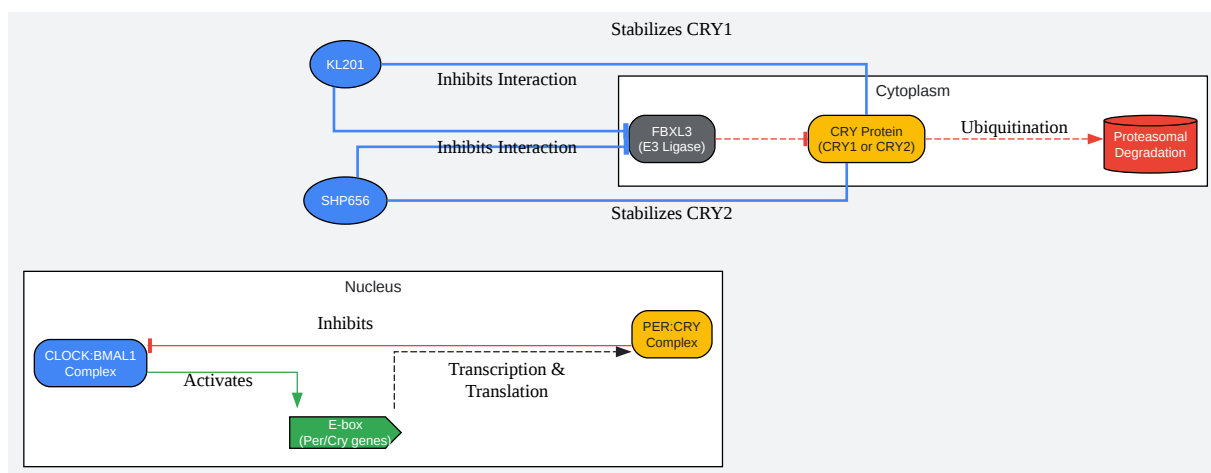 Stabilizes CRY1
KL201
Inhibits Interaction
Cytoplasm
FBXL3
(E3 Ligase)
CRY Protein
(CRY1 or CRY2)
Ubiquitination
Proteasomal
Degradation
Inhibits Interaction
SHP656
Stabilizes CRY2
Nucleus
Inhibits
PER:CRY
Complex
CLOCK:BMAL1
Complex
Activates
Transcription &
Translation
E-box
(Per/Cry genes)